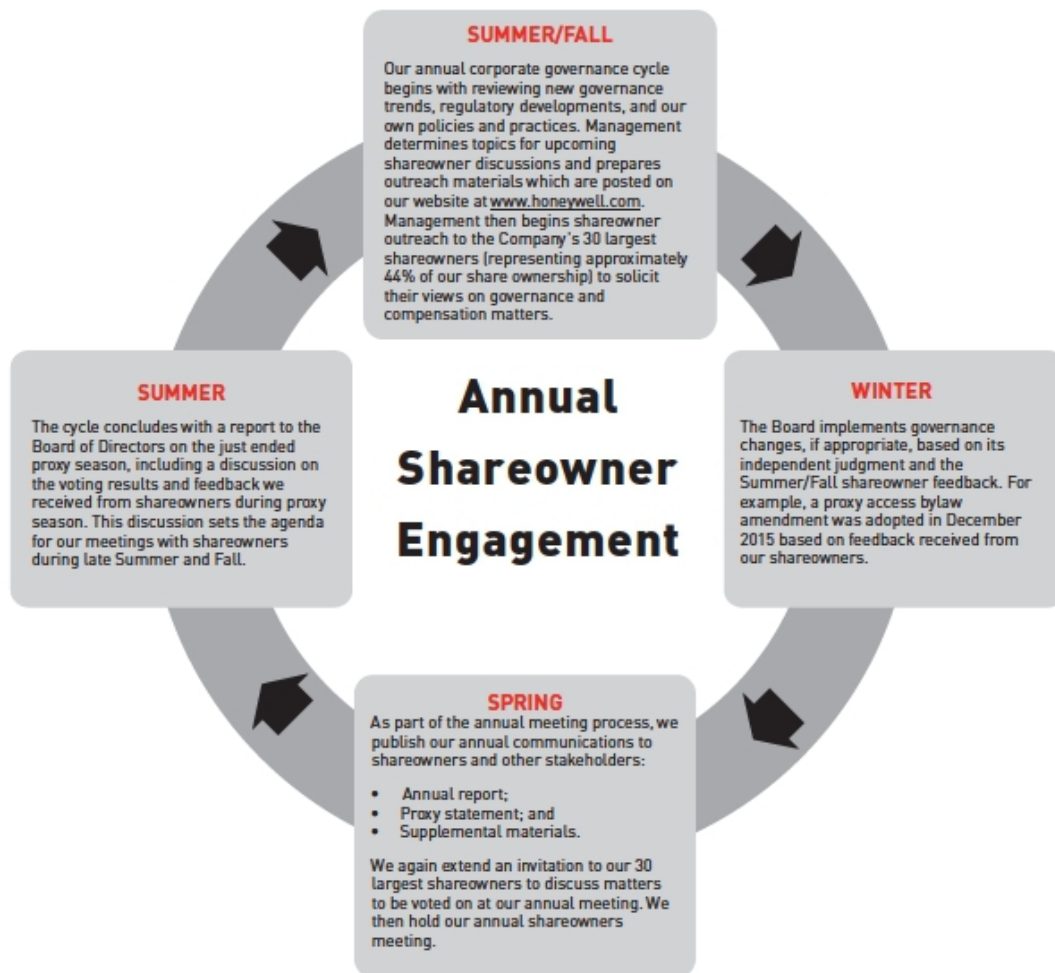 SUMMER/FALL
Our annual corporate governance cycle
begins with reviewing new governance
trends, regulatory developments, and our
own policies and practices. Management
determines topics for upcoming
shareowner discussions and prepares
outreach materials which are posted on
our website at www.honeywell.com.
Management then begins shareowner
outreach to the Company's 30 largest
shareowners (representing approximately
44% of our share ownership) to solicit
their views on governance and
compensation matters.
Annual
Shareowner
Engagement
WINTER
The Board implements governance
changes, if appropriate, based on its
independent judgment and the
Summer/Fall shareowner feedback. For
example, a proxy access bylaw
amendment was adopted in December
2015 based on feedback received from
our shareowners.
SPRING
As part of the annual meeting process, we
publish our annual communications to
shareowners and other stakeholders:
• Annual report;
• Proxy statement; and
• Supplemental materials.
We again extend an invitation to our 30
largest shareowners to discuss matters
to be voted on at our annual meeting. We
then hold our annual shareowners
meeting.
SUMMER
The cycle concludes with a report to the
Board of Directors on the just ended
proxy season, including a discussion on
the voting results and feedback we
received from shareowners during proxy
season. This discussion sets the agenda
for our meetings with shareowners
during late Summer and Fall.